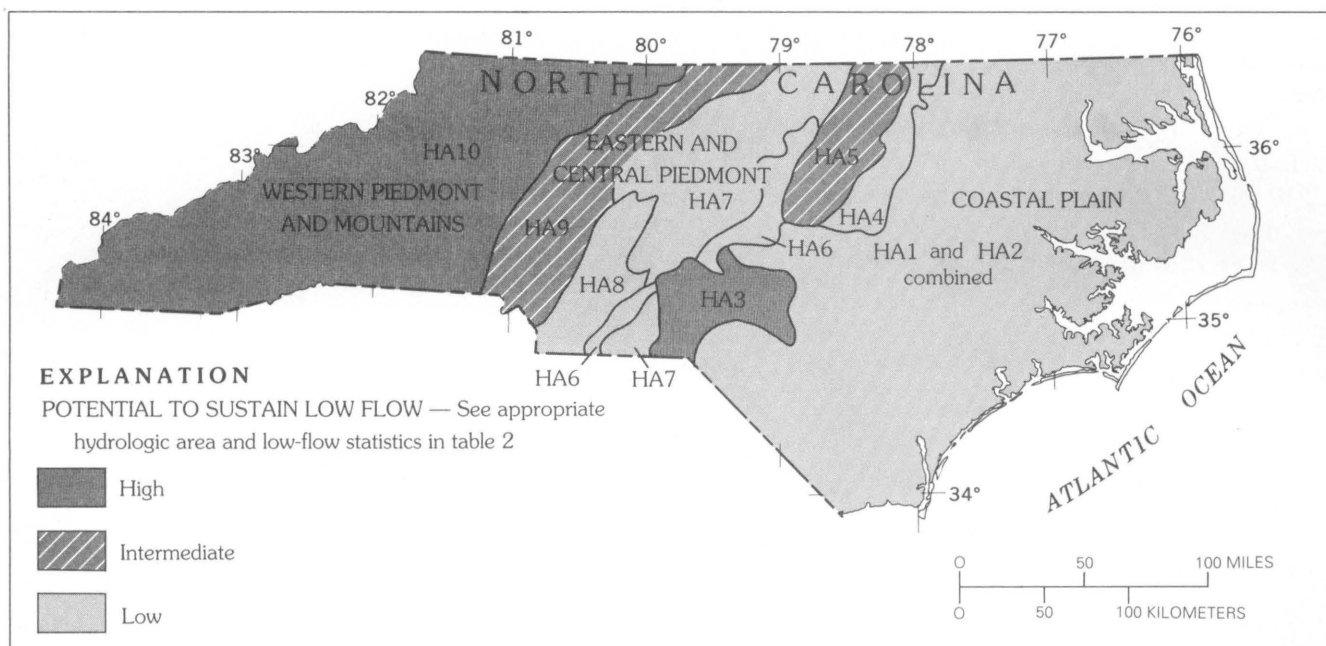 81°
80°
79°
78°
77°
76°
NORTH CAROLINA
82°
83°
84°
36°
35°
34°
HA10
WESTERN PIEDMONT
AND MOUNTAINS
EASTERN AND
CENTRAL PIEDMONT
HA7
HA5
HA9
HA4
HA6
COASTAL PLAIN
HA1 and HA2
combined
HA8
HA3
HA6
HA7
ATLANTIC OCEAN
EXPLANATION
POTENTIAL TO SUSTAIN LOW FLOW — See appropriate
hydrologic area and low-flow statistics in table 2
High
Intermediate
Low
0 50 100 MILES
0 50 100 KILOMETERS